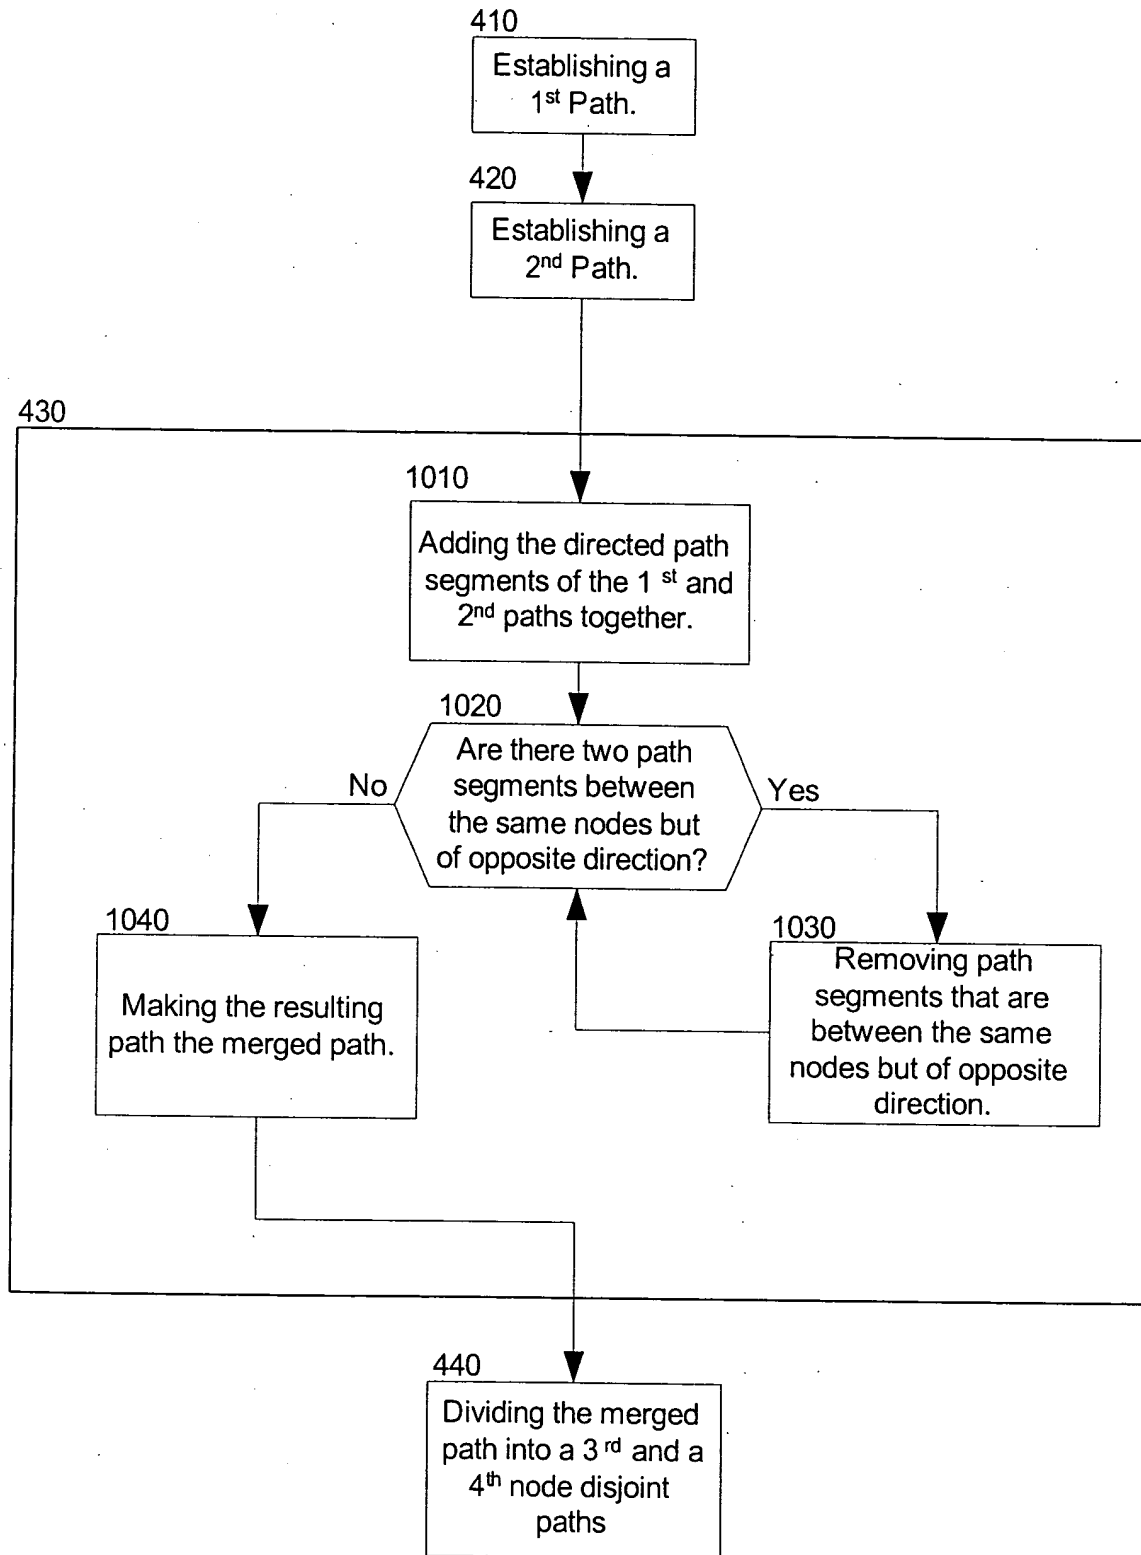 410
Establishing a
1st Path.
420
Establishing a
2nd Path.
430
1010
Adding the directed path
segments of the 1 st and
2nd paths together.
1020
Are there two path
segments between
the same nodes but
of opposite direction?
No
Yes
1040
Making the resulting
path the merged path.
1030
Removing path
segments that are
between the same
nodes but of opposite
direction.
440
Dividing the merged
path into a 3 rd and a
4th node disjoint
paths